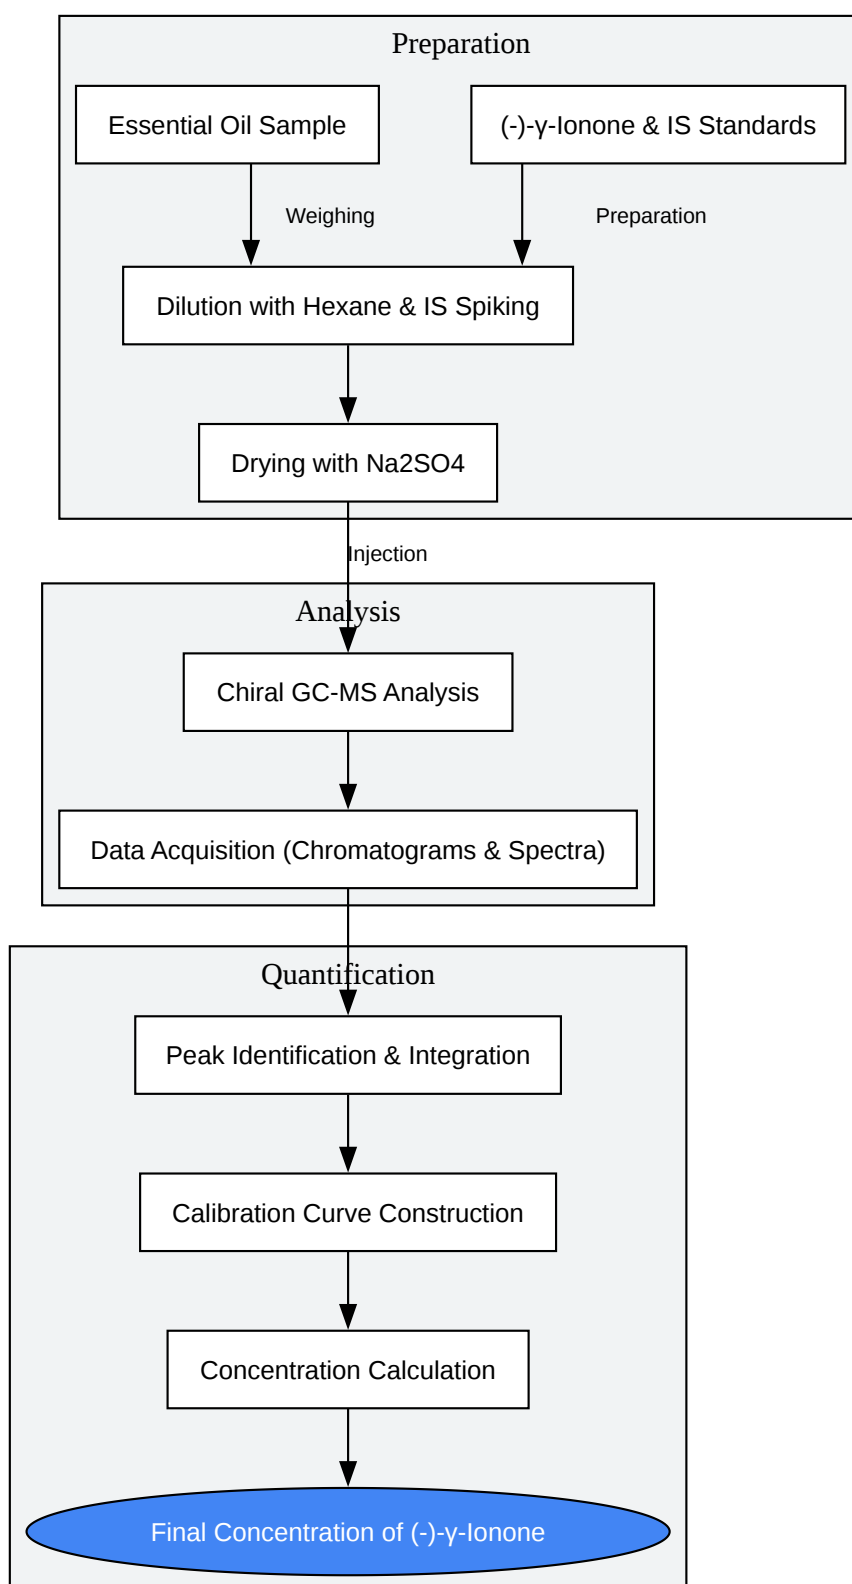 Preparation
Essential Oil Sample
(-)-γ-Ionone & IS Standards
Weighing
Preparation
Dilution with Hexane & IS Spiking
Drying with Na2SO4
Injection
Analysis
Chiral GC-MS Analysis
Data Acquisition (Chromatograms & Spectra)
Quantification
Peak Identification & Integration
Calibration Curve Construction
Concentration Calculation
Final Concentration of (-)-γ-Ionone